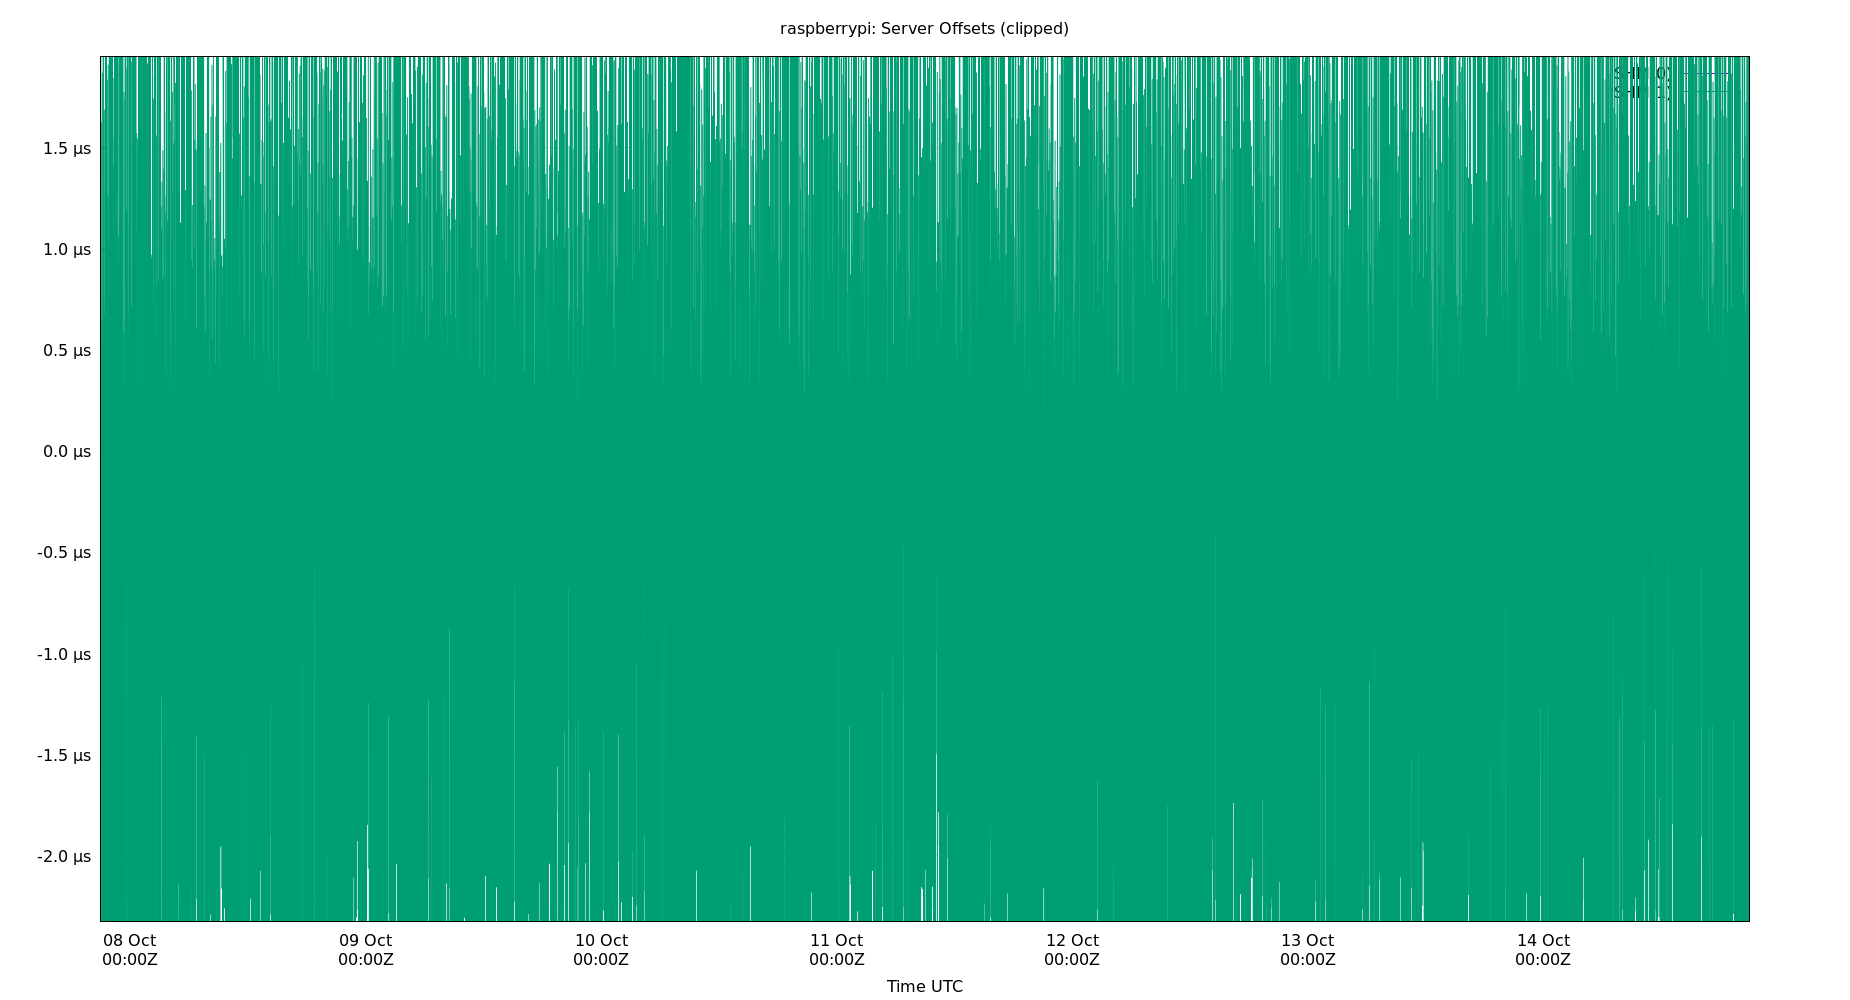 raspberrypi: Server Offsets (clipped)
1.5 µs
1.0 µs
0.5 µs
0.0 µs
-0.5 µs
-1.0 µs
-1.5 µs
-2.0 µs
08 Oct 09 Oct 10 Oct 11 Oct 12 Oct 13 Oct 14 Oct
00:00Z 00:00Z 00:00Z 00:00Z 00:00Z 00:00Z 00:00Z
Time UTC